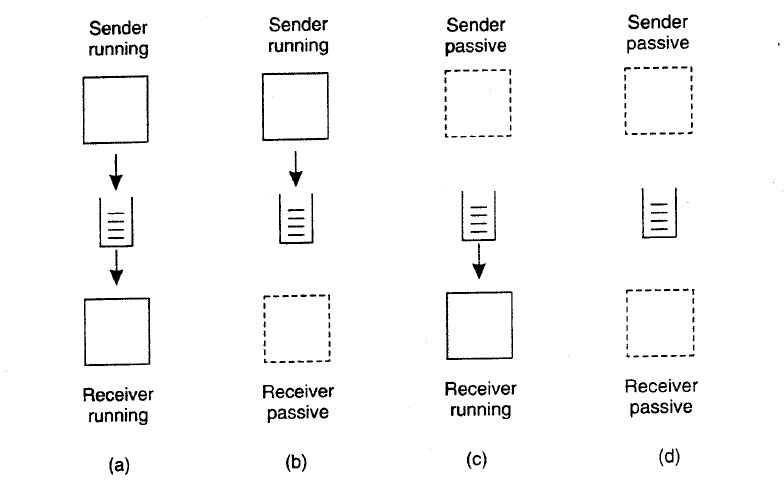 Sender
running
Sender
running
Sender
passive
Sender
passive
Receiver
running
Receiver
passive
Receiver
running
Receiver
passive
(a)
(b)
(c)
(d)